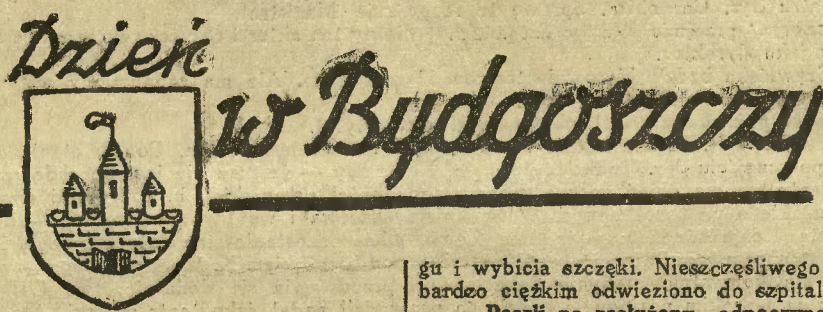 Dzień
w Bydgoszczy
gu i wybicia szczęki. Nieszczęśliwego
bardzo ciężkim odwieziono do szpital